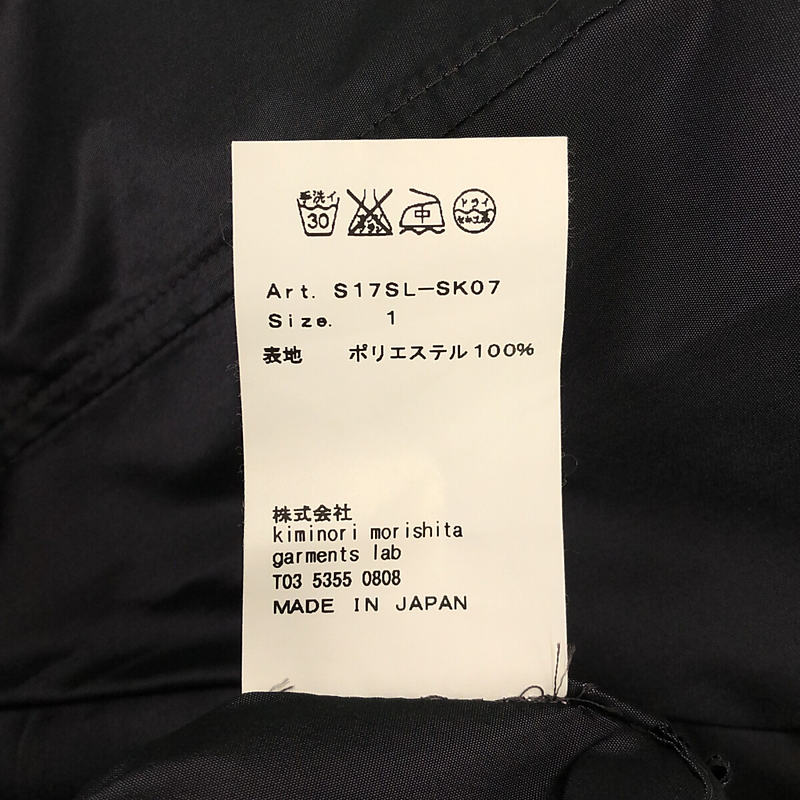 手洗イ
30
中
ドライ
セキユ系
Art. S17SL-SK07
Size. 1
表地 ポリエステル100%
株式会社
kiminori morishita
garments lab
T03 5355 0808
MADE IN JAPAN